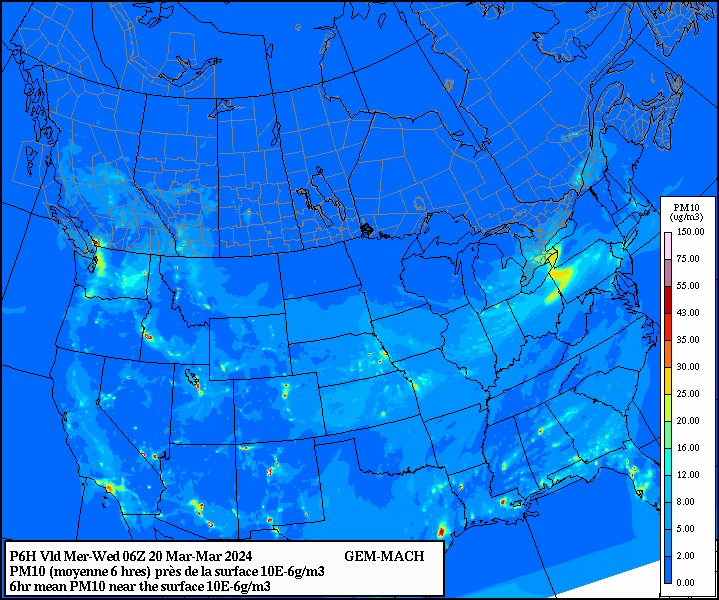 PM10
(ug/m3)
150.00
75.00
55.00
43.00
35.00
25.00
20.00
16.00
12.00
8.00
5.00
2.00
0.00
P6H Vld Mer-Wed 06Z 20 Mar-Mar 2024 GEM-MACH
PM10 (moyenne 6 hres) près de la surface 10E-6g/m3
6hr mean PM10 near the surface 10E-6g/m3